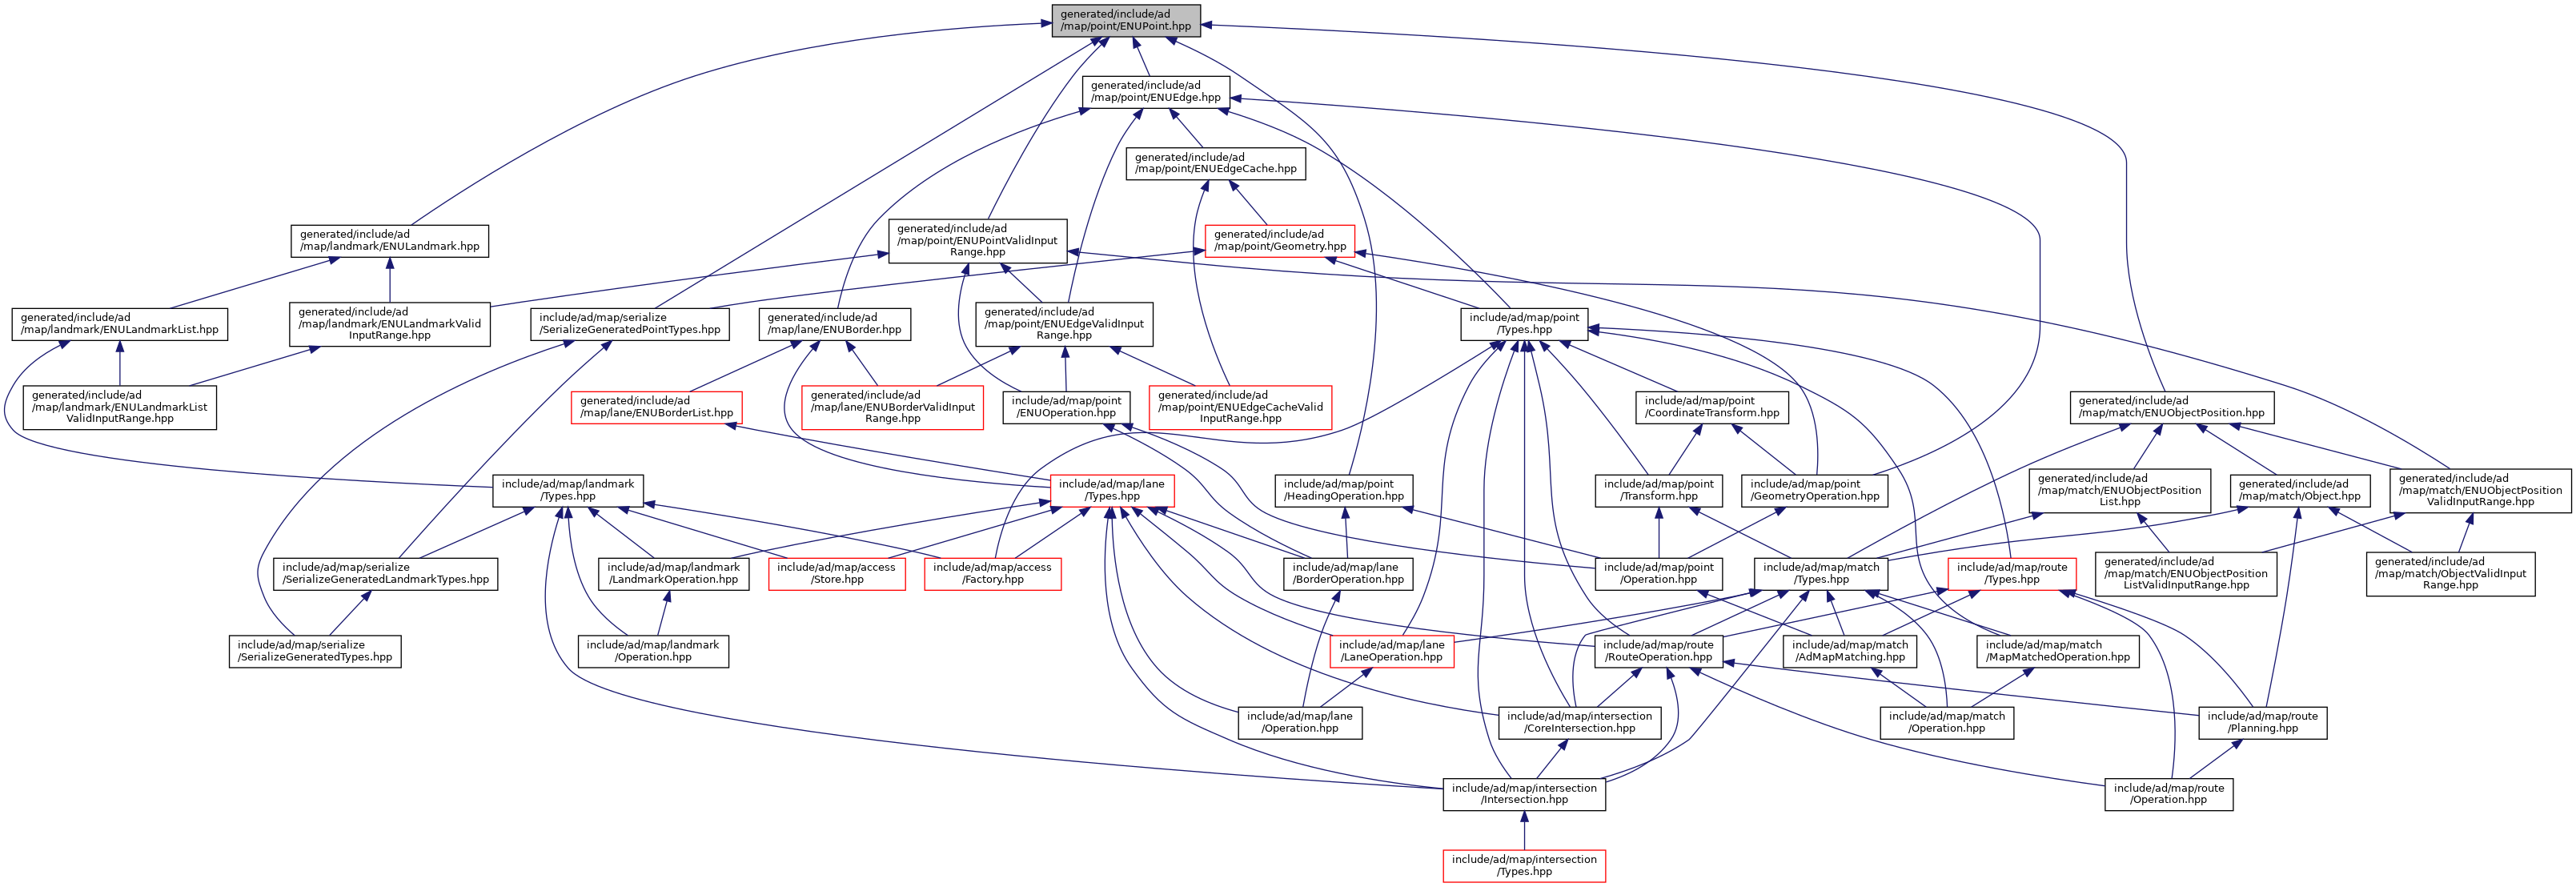 generated/include/ad
/map/point/ENUPoint.hpp
generated/include/ad
/map/point/ENUEdge.hpp
generated/include/ad
/map/point/ENUEdgeCache.hpp
generated/include/ad
/map/landmark/ENULandmark.hpp
generated/include/ad
/map/point/ENUPointValidInput
Range.hpp
generated/include/ad
/map/point/Geometry.hpp
generated/include/ad
/map/landmark/ENULandmarkList.hpp
generated/include/ad
/map/landmark/ENULandmarkValid
InputRange.hpp
include/ad/map/serialize
/SerializeGeneratedPointTypes.hpp
generated/include/ad
/map/lane/ENUBorder.hpp
generated/include/ad
/map/point/ENUEdgeValidInput
Range.hpp
include/ad/map/point
/Types.hpp
generated/include/ad
/map/landmark/ENULandmarkList
ValidInputRange.hpp
generated/include/ad
/map/lane/ENUBorderList.hpp
generated/include/ad
/map/lane/ENUBorderValidInput
Range.hpp
include/ad/map/point
/ENUOperation.hpp
generated/include/ad
/map/point/ENUEdgeCacheValid
InputRange.hpp
include/ad/map/point
/CoordinateTransform.hpp
generated/include/ad
/map/match/ENUObjectPosition.hpp
include/ad/map/landmark
/Types.hpp
include/ad/map/lane
/Types.hpp
include/ad/map/point
/HeadingOperation.hpp
include/ad/map/point
/Transform.hpp
include/ad/map/point
/GeometryOperation.hpp
generated/include/ad
/map/match/ENUObjectPosition
List.hpp
generated/include/ad
/map/match/Object.hpp
generated/include/ad
/map/match/ENUObjectPosition
ValidInputRange.hpp
include/ad/map/serialize
/SerializeGeneratedLandmarkTypes.hpp
include/ad/map/landmark
/LandmarkOperation.hpp
include/ad/map/access
/Store.hpp
include/ad/map/access
/Factory.hpp
include/ad/map/lane
/BorderOperation.hpp
include/ad/map/point
/Operation.hpp
include/ad/map/match
/Types.hpp
include/ad/map/route
/Types.hpp
generated/include/ad
/map/match/ENUObjectPosition
ListValidInputRange.hpp
generated/include/ad
/map/match/ObjectValidInput
Range.hpp
include/ad/map/serialize
/SerializeGeneratedTypes.hpp
include/ad/map/landmark
/Operation.hpp
include/ad/map/lane
/LaneOperation.hpp
include/ad/map/route
/RouteOperation.hpp
include/ad/map/match
/AdMapMatching.hpp
include/ad/map/match
/MapMatchedOperation.hpp
include/ad/map/lane
/Operation.hpp
include/ad/map/intersection
/CoreIntersection.hpp
include/ad/map/match
/Operation.hpp
include/ad/map/route
/Planning.hpp
include/ad/map/intersection
/Intersection.hpp
include/ad/map/route
/Operation.hpp
include/ad/map/intersection
/Types.hpp